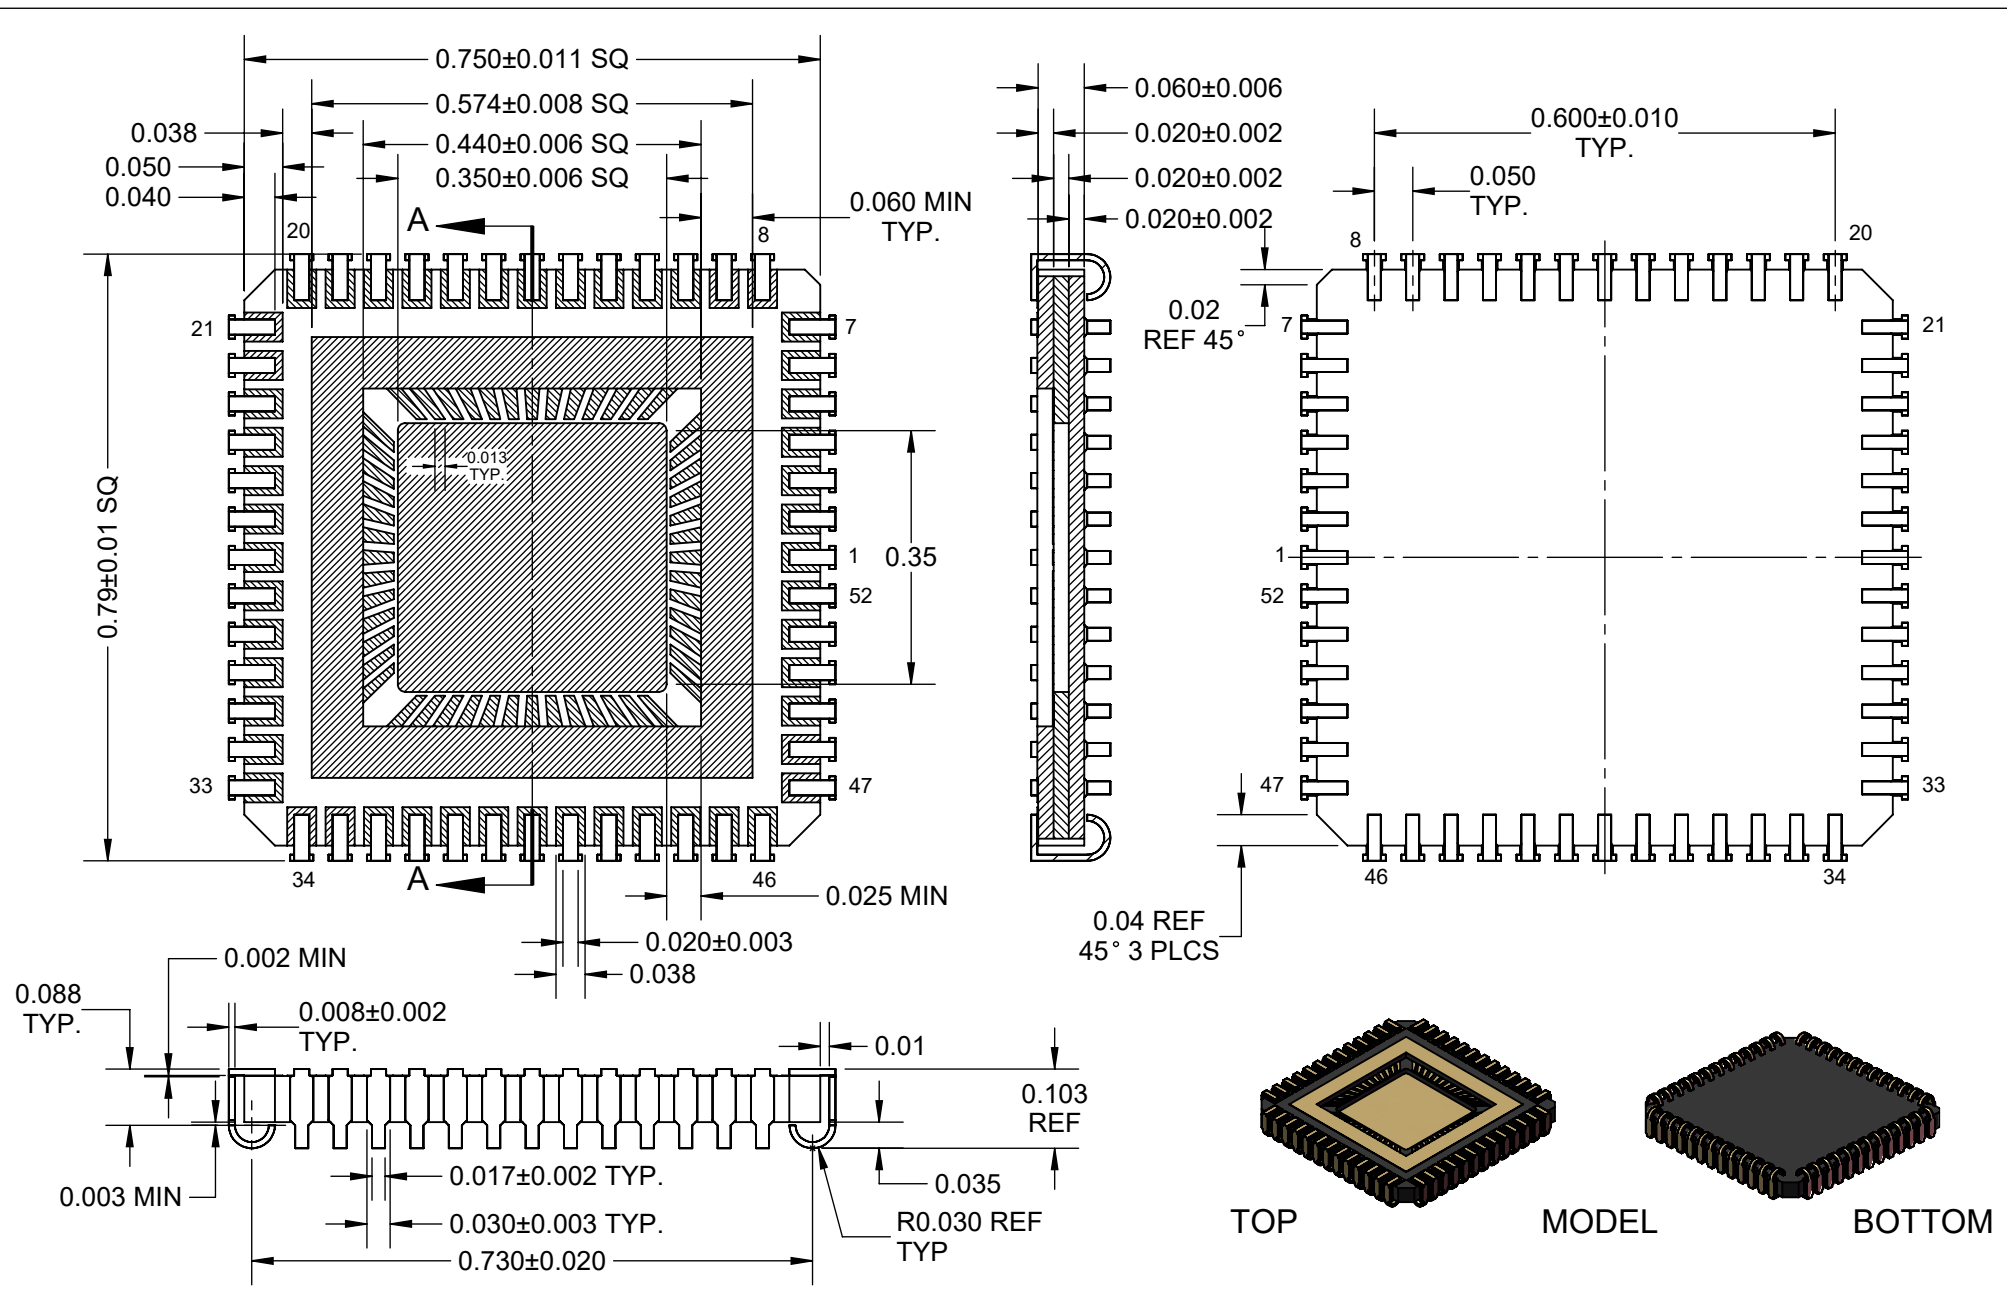 0.750±0.011 SQ
0.574±0.008 SQ
0.038
0.440±0.006 SQ
0.050
0.350±0.006 SQ
0.040
0.060 MIN
TYP.
A
20
8
21
7
0.79±0.01 SQ
0.013
TYP.
1
0.35
52
33
47
34
A
46
0.025 MIN
0.020±0.003
0.038
0.060±0.006
0.020±0.002
0.020±0.002
0.020±0.002
0.600±0.010
TYP.
0.050
TYP.
8
20
0.02
REF 45°
7
21
1
52
47
33
46
34
0.04 REF
45° 3 PLCS
0.002 MIN
0.088
TYP.
0.008±0.002
TYP.
0.01
0.103
REF
0.017±0.002 TYP.
0.003 MIN
0.035
0.030±0.003 TYP.
R0.030 REF
TYP
0.730±0.020
TOP
MODEL
BOTTOM